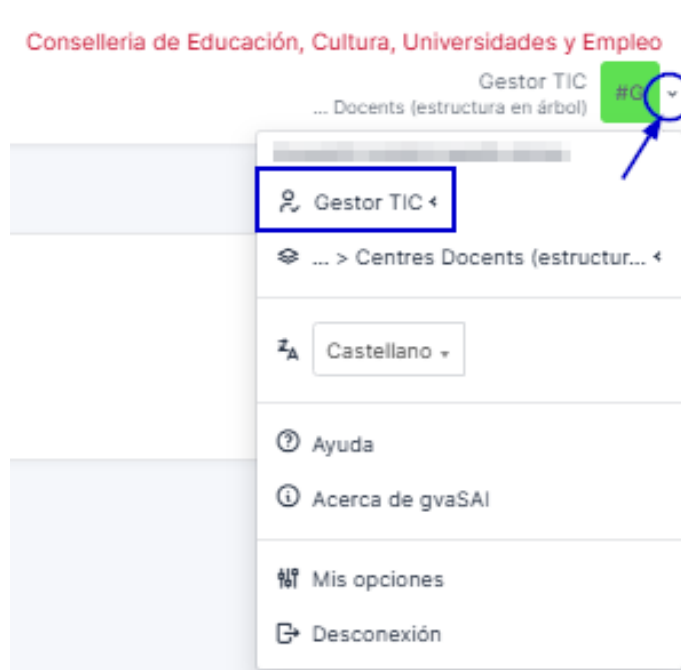 Conselleria de Educación, Cultura, Universidades y Empleo
Gestor TIC
... Docents (estructura en árbol)
#G
Gestor TIC
... > Centres Docents (estructur...
Castellano
Ayuda
Acerca de gvaSAI
Mis opciones
Desconexión